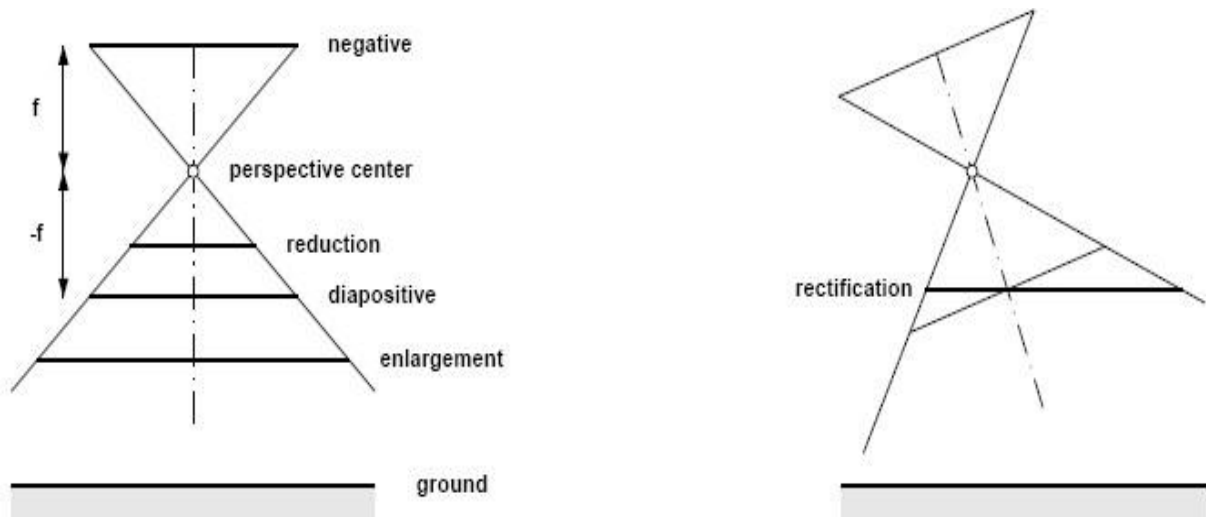 negative
f
perspective center
-f
reduction
diapositive
rectification
enlargement
ground